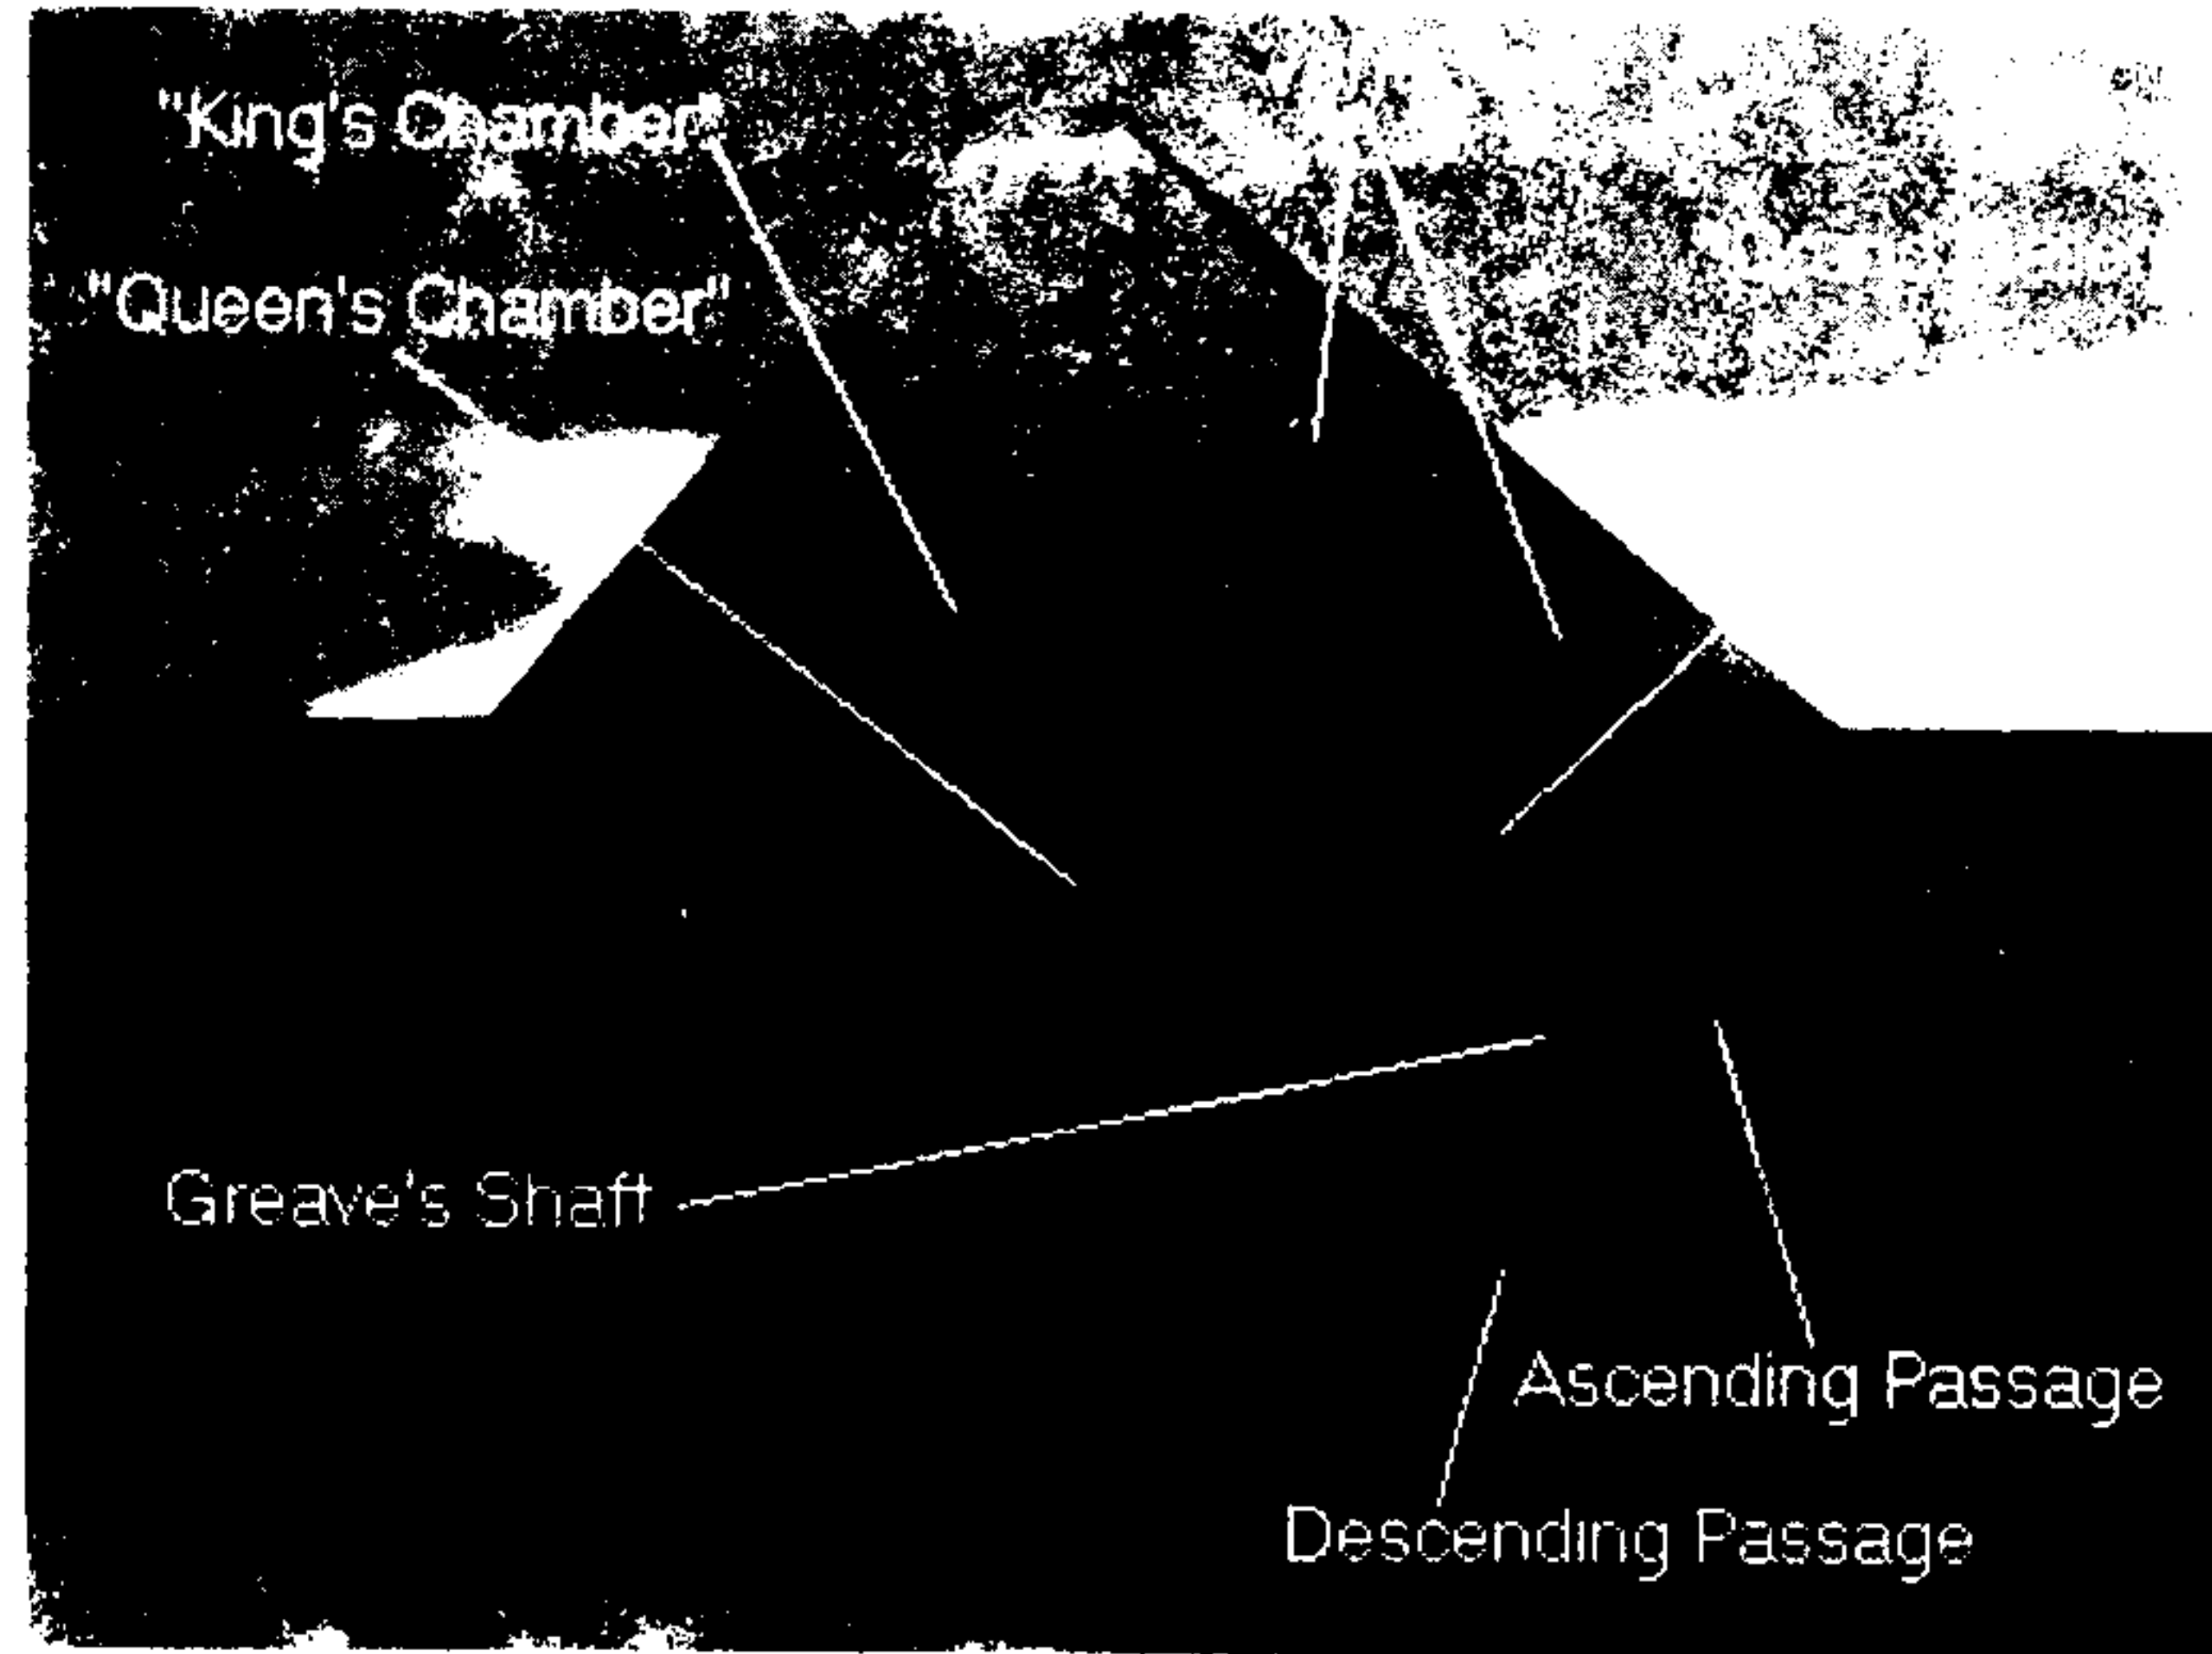 "King's Chamber"
"Queen's Chamber"
Greave's Shaft
Ascending Passage
Descending Passage